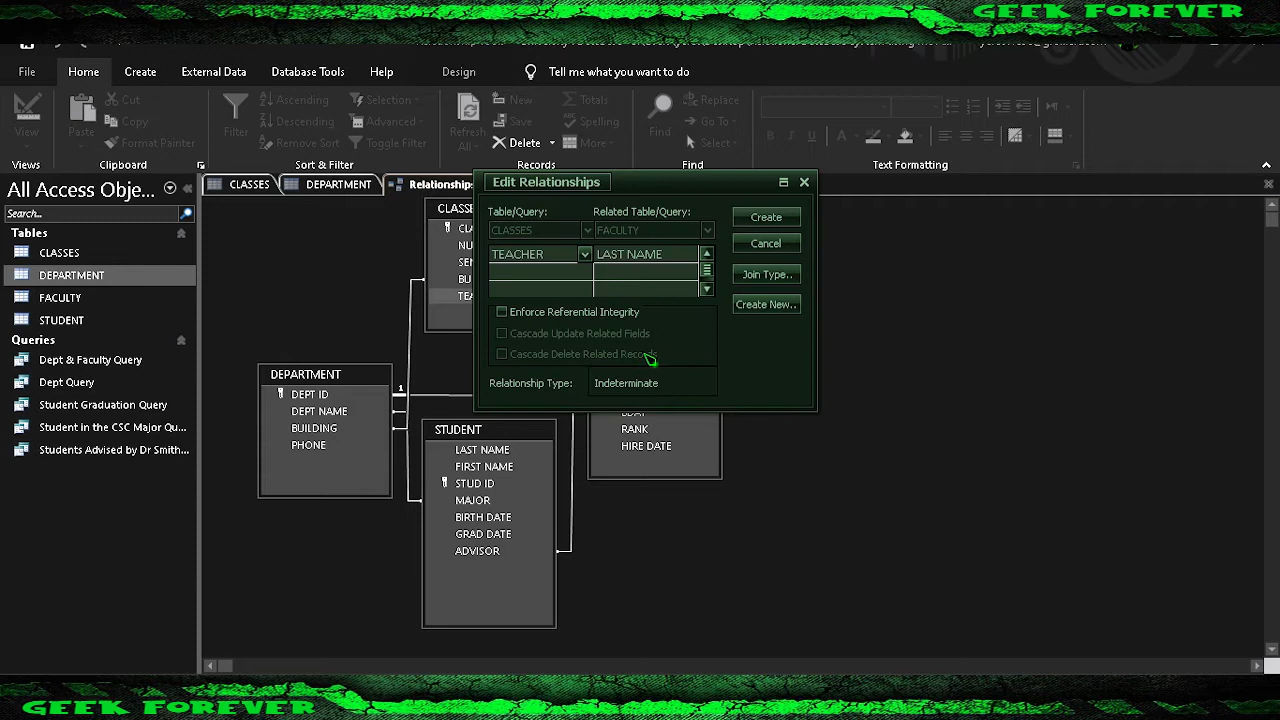 GEEK FOREVER
File Home Create External Data Database Tools Help Design Tell me what you want to do
View
Views
Paste
Cut
Copy
Format Painter
Clipboard
Filter
Ascending
Descending
Remove Sort
Selection
Advanced
Toggle Filter
Sort & Filter
Refresh
All
New
Save
Delete
Totals
Spelling
More
Records
Find
Replace
Go To
Select
Find
B I U A
Text Formatting
All Access Obje...
Search...
Tables
CLASSES
DEPARTMENT
FACULTY
STUDENT
Queries
Dept & Faculty Query
Dept Query
Student Graduation Query
Student in the CSC Major Qu...
Students Advised by Dr Smith...
CLASSES DEPARTMENT Relationship
Edit Relationships
Table/Query: Related Table/Query:
CLASSES FACULTY
TEACHER LAST NAME
Enforce Referential Integrity
Cascade Update Related Fields
Cascade Delete Related Records
Relationship Type: Indeterminate
Create
Cancel
Join Type..
Create New..
DEPARTMENT
DEPT ID 1
DEPT NAME
BUILDING
PHONE
STUDENT
LAST NAME
FIRST NAME
STUD ID
MAJOR
BIRTH DATE
GRAD DATE
ADVISOR
RANK
HIRE DATE
GEEK FOREVER